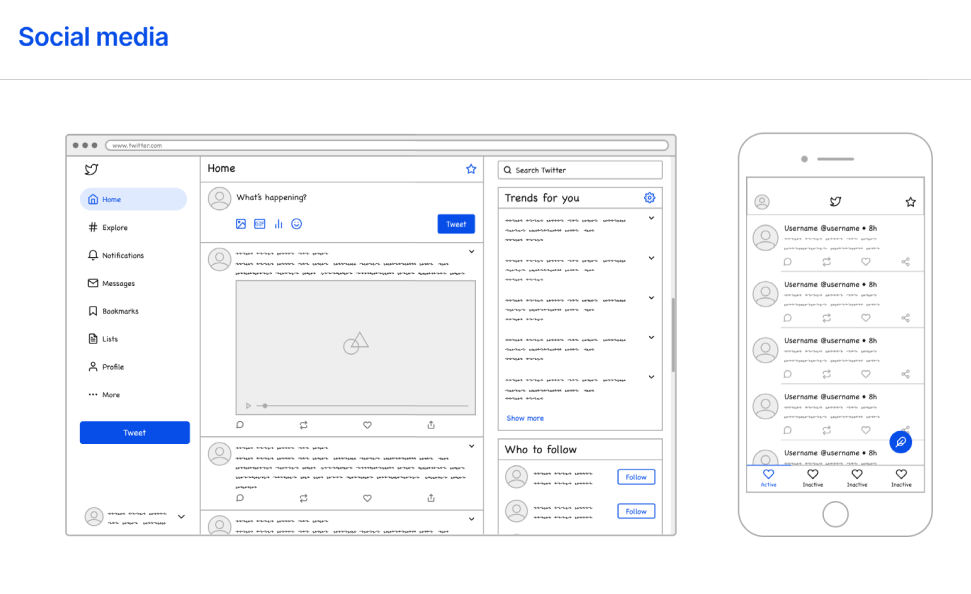 Social media
www.twitter.com
Home
Explore
Notifications
Messages
Bookmarks
Lists
Profile
More
Tweet
Home
What's happening?
GIF
Tweet
Search Twitter
Trends for you
Show more
Who to follow
Follow
Follow
Username @username • 8h
Username @username • 8h
Username @username • 8h
Username @username • 8h
Username @username • 8h
Active
Inactive
Inactive
Inactive